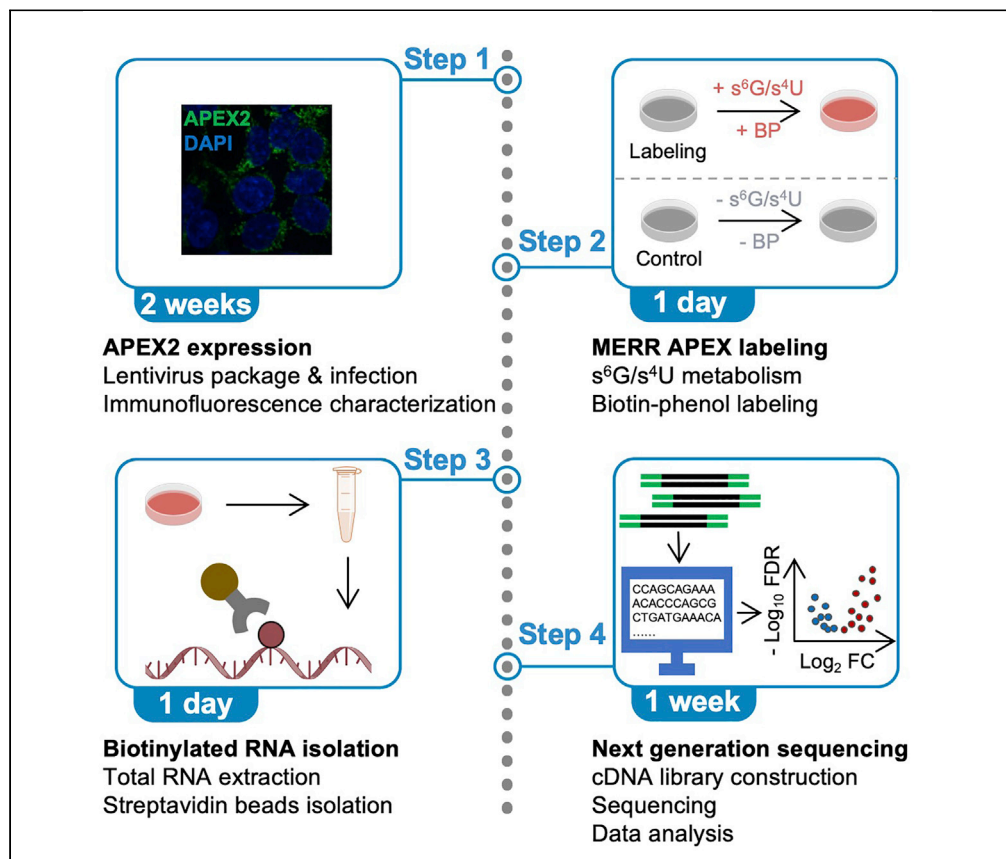 Step 1
APEX2
DAPI
2 weeks
APEX2 expression
Lentivirus package & infection
Immunofluorescence characterization
+ s⁶G/s⁴U
+ BP
Labeling
- s⁶G/s⁴U
- BP
Control
Step 2
1 day
MERR APEX labeling
s⁶G/s⁴U metabolism
Biotin-phenol labeling
Step 3
1 day
Biotinylated RNA isolation
Total RNA extraction
Streptavidin beads isolation
CCAGCAGAAA
ACACCCAGCG
CTGATGAAACA
......
- Log₁₀ FDR
Log₂ FC
Step 4
1 week
Next generation sequencing
cDNA library construction
Sequencing
Data analysis